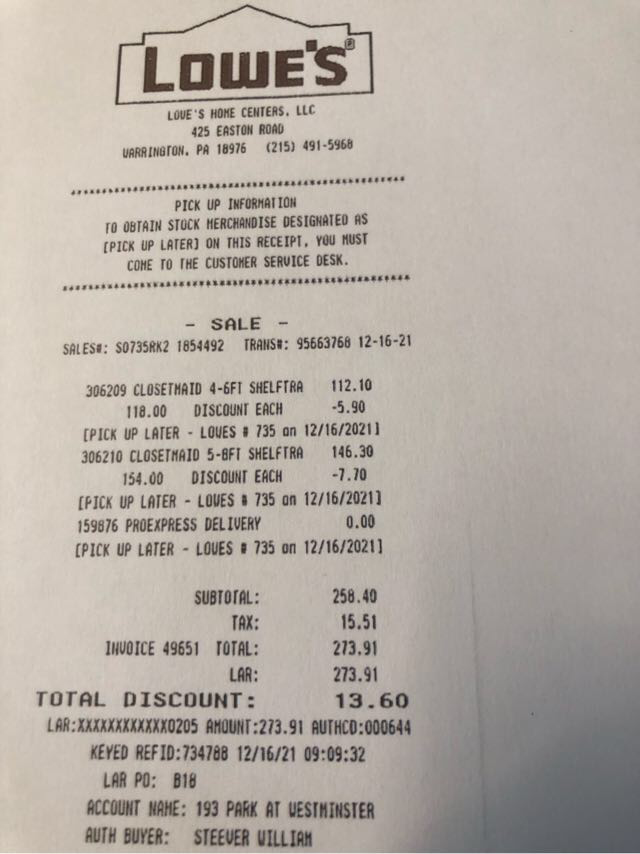 LOWE'S®
LOWE'S HOME CENTERS, LLC
425 EASTON ROAD
WARRINGTON, PA 18976 (215) 491-5968
************************************************
PICK UP INFORMATION
TO OBTAIN STOCK MERCHANDISE DESIGNATED AS
[PICK UP LATER] ON THIS RECEIPT, YOU MUST
COME TO THE CUSTOMER SERVICE DESK.
************************************************
- SALE -
SALES#: S0735RK2 1854492 TRANS#: 95663768 12-16-21
306209 CLOSETMAID 4-6FT SHELFTRA 112.10
118.00 DISCOUNT EACH -5.90
[PICK UP LATER - LOWES # 735 on 12/16/2021]
306210 CLOSETMAID 5-8FT SHELFTRA 146.30
154.00 DISCOUNT EACH -7.70
[PICK UP LATER - LOWES # 735 on 12/16/2021]
159876 PROEXPRESS DELIVERY 0.00
[PICK UP LATER - LOWES # 735 on 12/16/2021]
SUBTOTAL: 258.40
TAX: 15.51
INVOICE 49651 TOTAL: 273.91
LAR: 273.91
TOTAL DISCOUNT: 13.60
LAR:XXXXXXXXXXXX0205 AMOUNT:273.91 AUTHCD:000644
KEYED REFID:734788 12/16/21 09:09:32
LAR PO: B18
ACCOUNT NAME: 193 PARK AT WESTMINSTER
AUTH BUYER: STEEVER WILLIAM